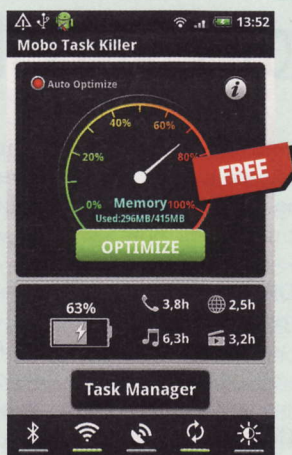 13:52
Mobo Task Killer
Auto Optimize
i
40% 60%
20% 80%
FREE
0% Memory 100%
Used:296MB/415MB
OPTIMIZE
63% 3,8h 2,5h
6,3h 3,2h
Task Manager